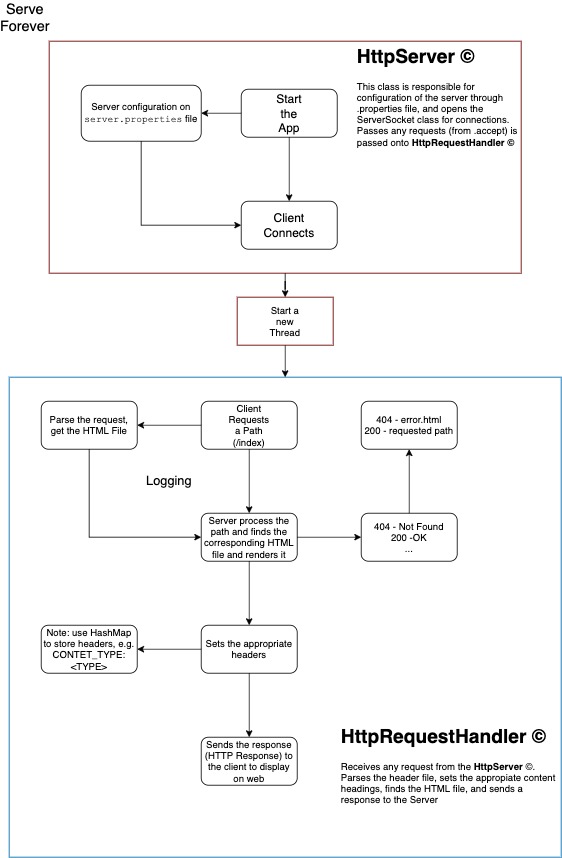 Serve
Forever
HttpServer ©
This class is responsible for
configuration of the server through
.properties file, and opens the
ServerSocket class for connections.
Passes any requests (from .accept) is
passed onto HttpRequestHandler ©
Server configuration on
server.properties file
Start
the
App
Client
Connects
Start a
new
Thread
Parse the request,
get the HTML File
Client
Requests
a Path
(/index)
404 - error.html
200 - requested path
Logging
Server process the
path and finds the
corresponding HTML
file and renders it
404 - Not Found
200 -OK
...
Note: use HashMap
to store headers, e.g.
CONTET_TYPE:
<TYPE>
Sets the appropriate
headers
Sends the response
(HTTP Response) to
the client to display
on web
HttpRequestHandler ©
Receives any request from the HttpServer ©.
Parses the header file, sets the appropiate content
headings, finds the HTML file, and sends a
response to the Server